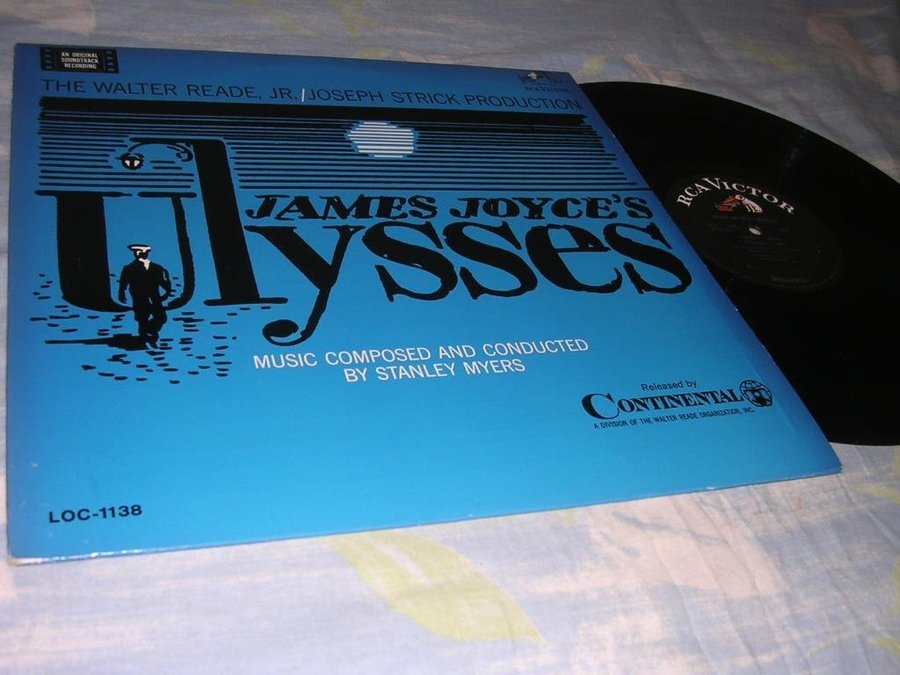 AN ORIGINAL
SOUNDTRACK
RECORDING
THE WALTER READE, JR./JOSEPH STRICK PRODUCTION
JAMES JOYCE'S
Ulysses
MUSIC COMPOSED AND CONDUCTED
BY STANLEY MYERS
Released by
CONTINENTAL
A DIVISION OF THE WALTER READE ORGANIZATION, INC.
LOC-1138
RCA VICTOR